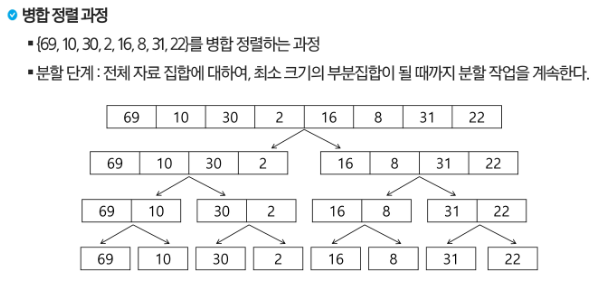 병합 정렬 과정
▪ {69, 10, 30, 2, 16, 8, 31, 22}를 병합 정렬하는 과정
▪ 분할 단계 : 전체 자료 집합에 대하여, 최소 크기의 부분집합이 될 때까지 분할 작업을 계속한다.
69 10 30 2 16 8 31 22
69 10 30 2 16 8 31 22
69 10 30 2 16 8 31 22
69 10 30 2 16 8 31 22